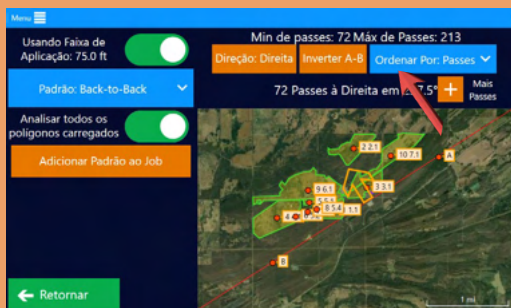 Menu
Min de passes: 72 Máx de Passes: 213
Usando Faixa de
Aplicação: 75.0 ft
Direção: Direita
Inverter A-B
Ordenar Por: Passes
Padrão: Back-to-Back
72 Passes à Direita em
7.5°
Mais
Passes
Analisar todos os
polígonos carregados
Adicionar Padrão ao Job
2 2.1
10 7.1
A
3 3.1
9 6.1
8 5.4
1.1
4
B
Retornar
1 mi